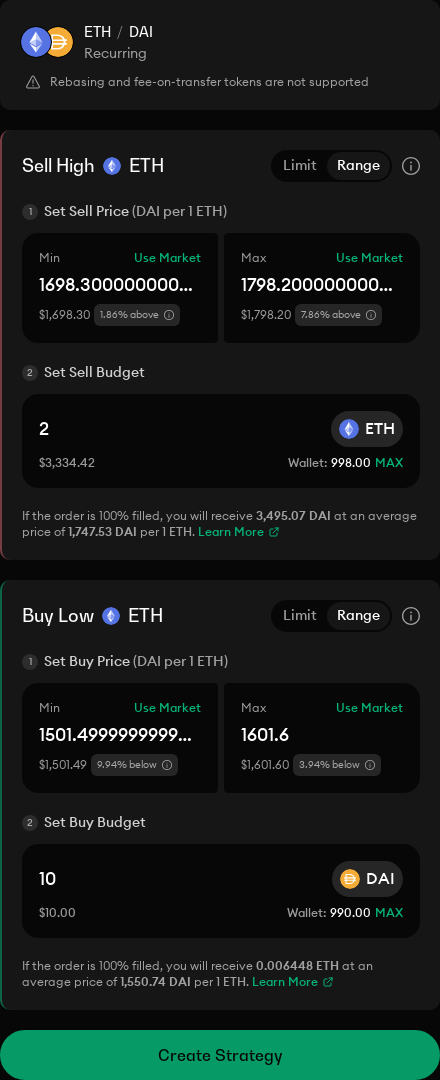 ETH / DAI
Recurring
Rebasing and fee-on-transfer tokens are not supported
Sell High ETH Limit Range
1 Set Sell Price (DAI per 1 ETH)
Min Use Market Max Use Market
1698.300000000... 1798.200000000...
$1,698.30 1.86% above $1,798.20 7.86% above
2 Set Sell Budget
2 ETH
$3,334.42 Wallet: 998.00 MAX
If the order is 100% filled, you will receive 3,495.07 DAI at an average
price of 1,747.53 DAI per 1 ETH. Learn More
Buy Low ETH Limit Range
1 Set Buy Price (DAI per 1 ETH)
Min Use Market Max Use Market
1501.4999999999... 1601.6
$1,501.49 9.94% below $1,601.60 3.94% below
2 Set Buy Budget
10 DAI
$10.00 Wallet: 990.00 MAX
If the order is 100% filled, you will receive 0.006448 ETH at an
average price of 1,550.74 DAI per 1 ETH. Learn More
Create Strategy